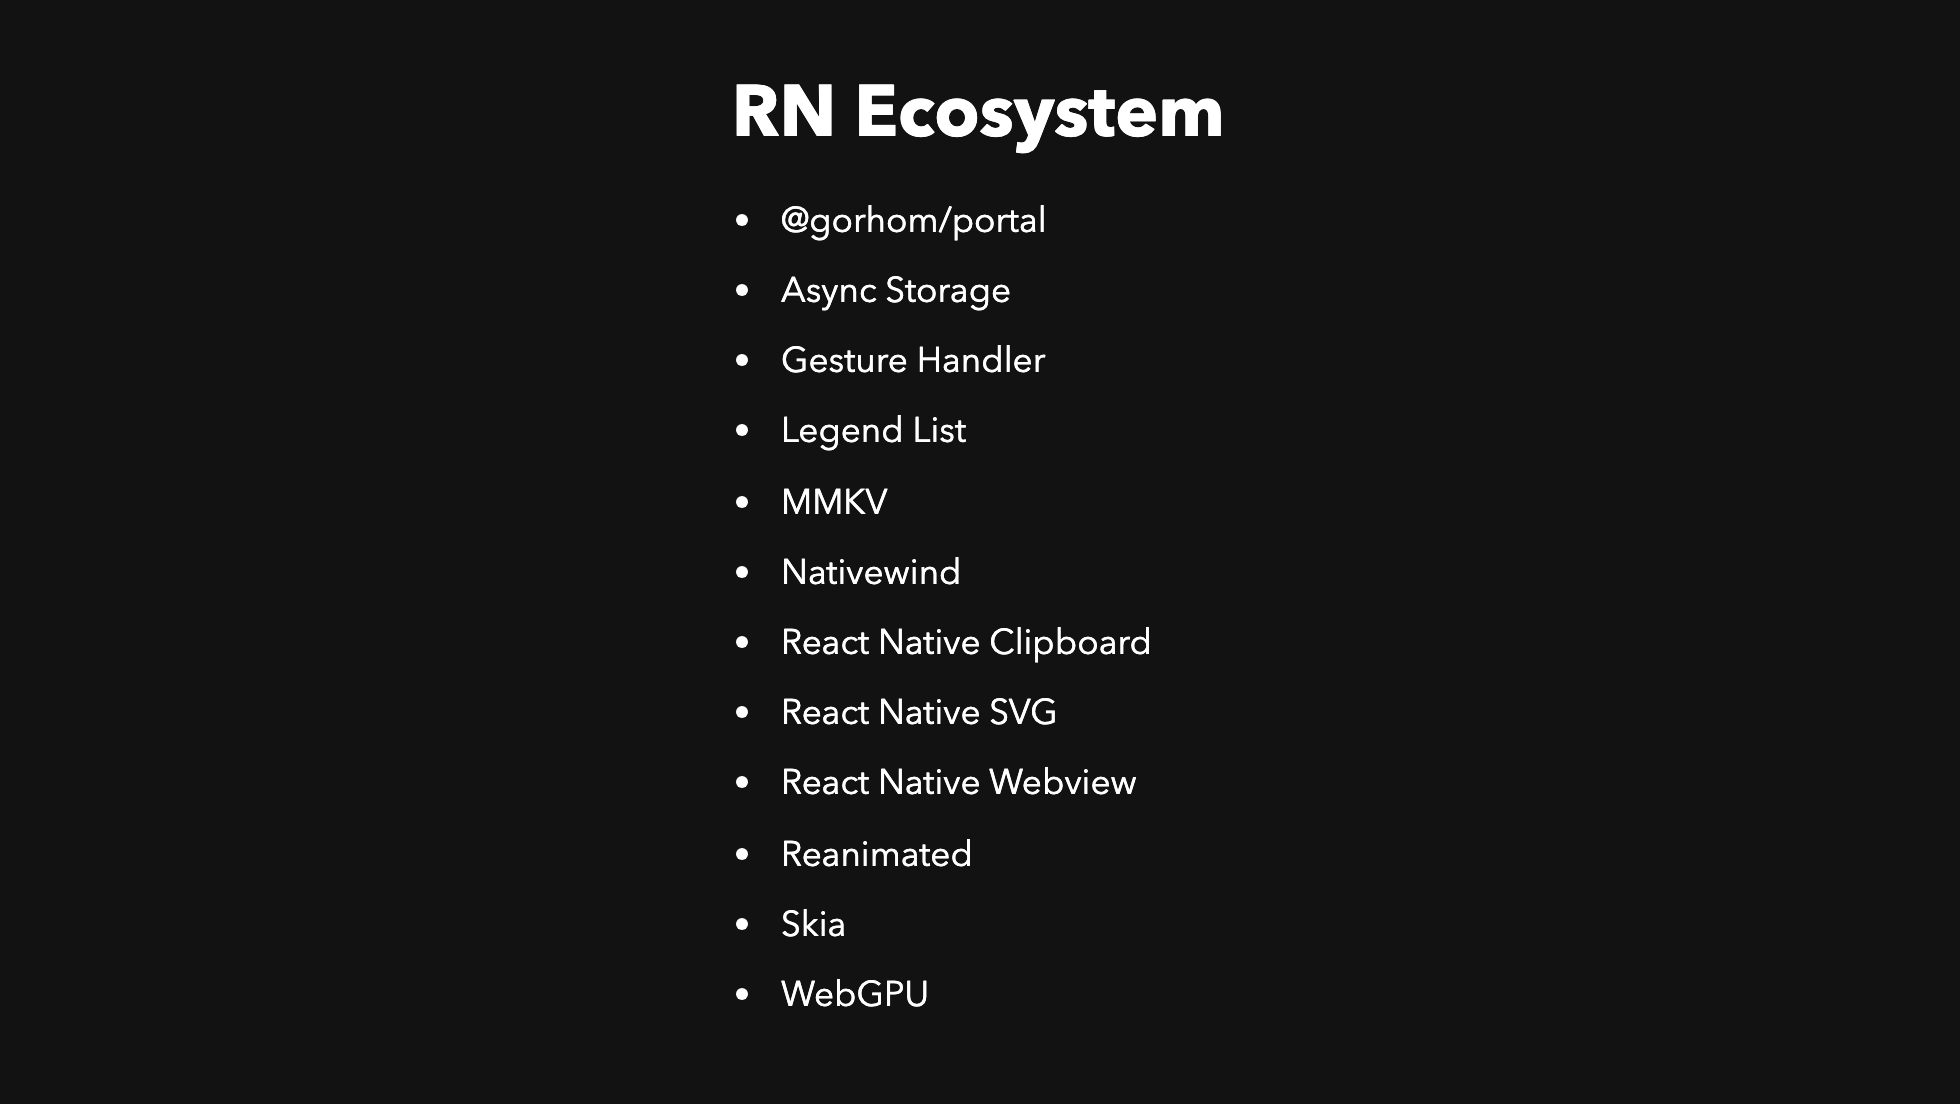 RN Ecosystem
• @gorhom/portal
• Async Storage
• Gesture Handler
• Legend List
• MMKV
• Nativewind
• React Native Clipboard
• React Native SVG
• React Native Webview
• Reanimated
• Skia
• WebGPU